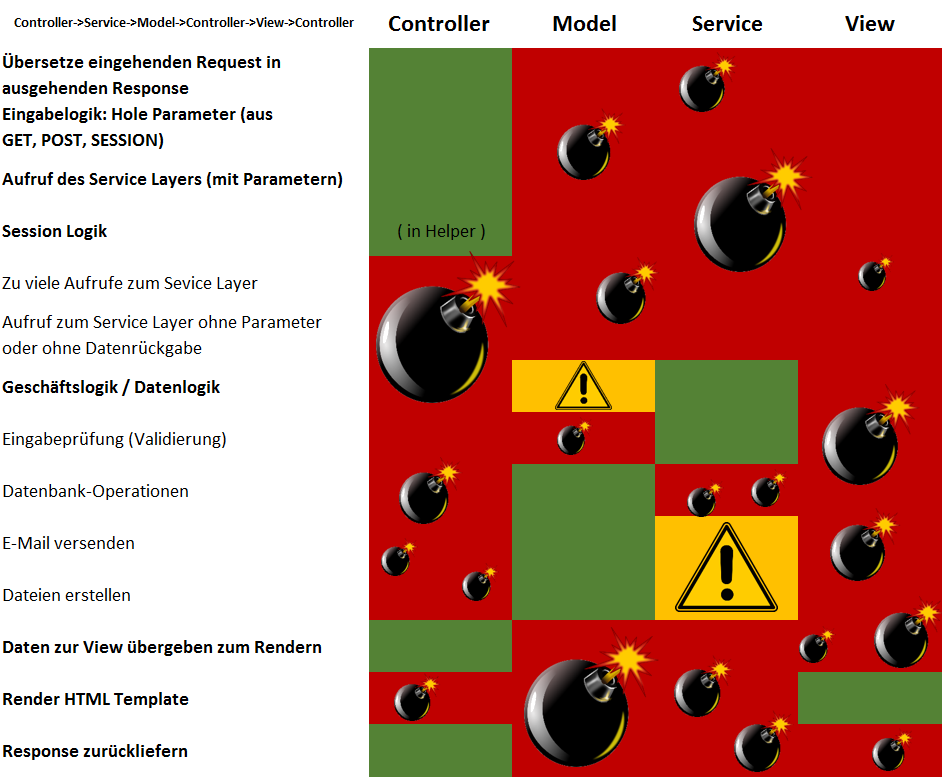 Controller->Service->Model->Controller->View->Controller
Controller
Model
Service
View
Übersetze eingehenden Request in
ausgehenden Response
Eingabelogik: Hole Parameter (aus
GET, POST, SESSION)
Aufruf des Service Layers (mit Parametern)
Session Logik
( in Helper )
Zu viele Aufrufe zum Sevice Layer
Aufruf zum Service Layer ohne Parameter
oder ohne Datenrückgabe
Geschäftslogik / Datenlogik
Eingabeprüfung (Validierung)
Datenbank-Operationen
E-Mail versenden
Dateien erstellen
Daten zur View übergeben zum Rendern
Render HTML Template
Response zurückliefern